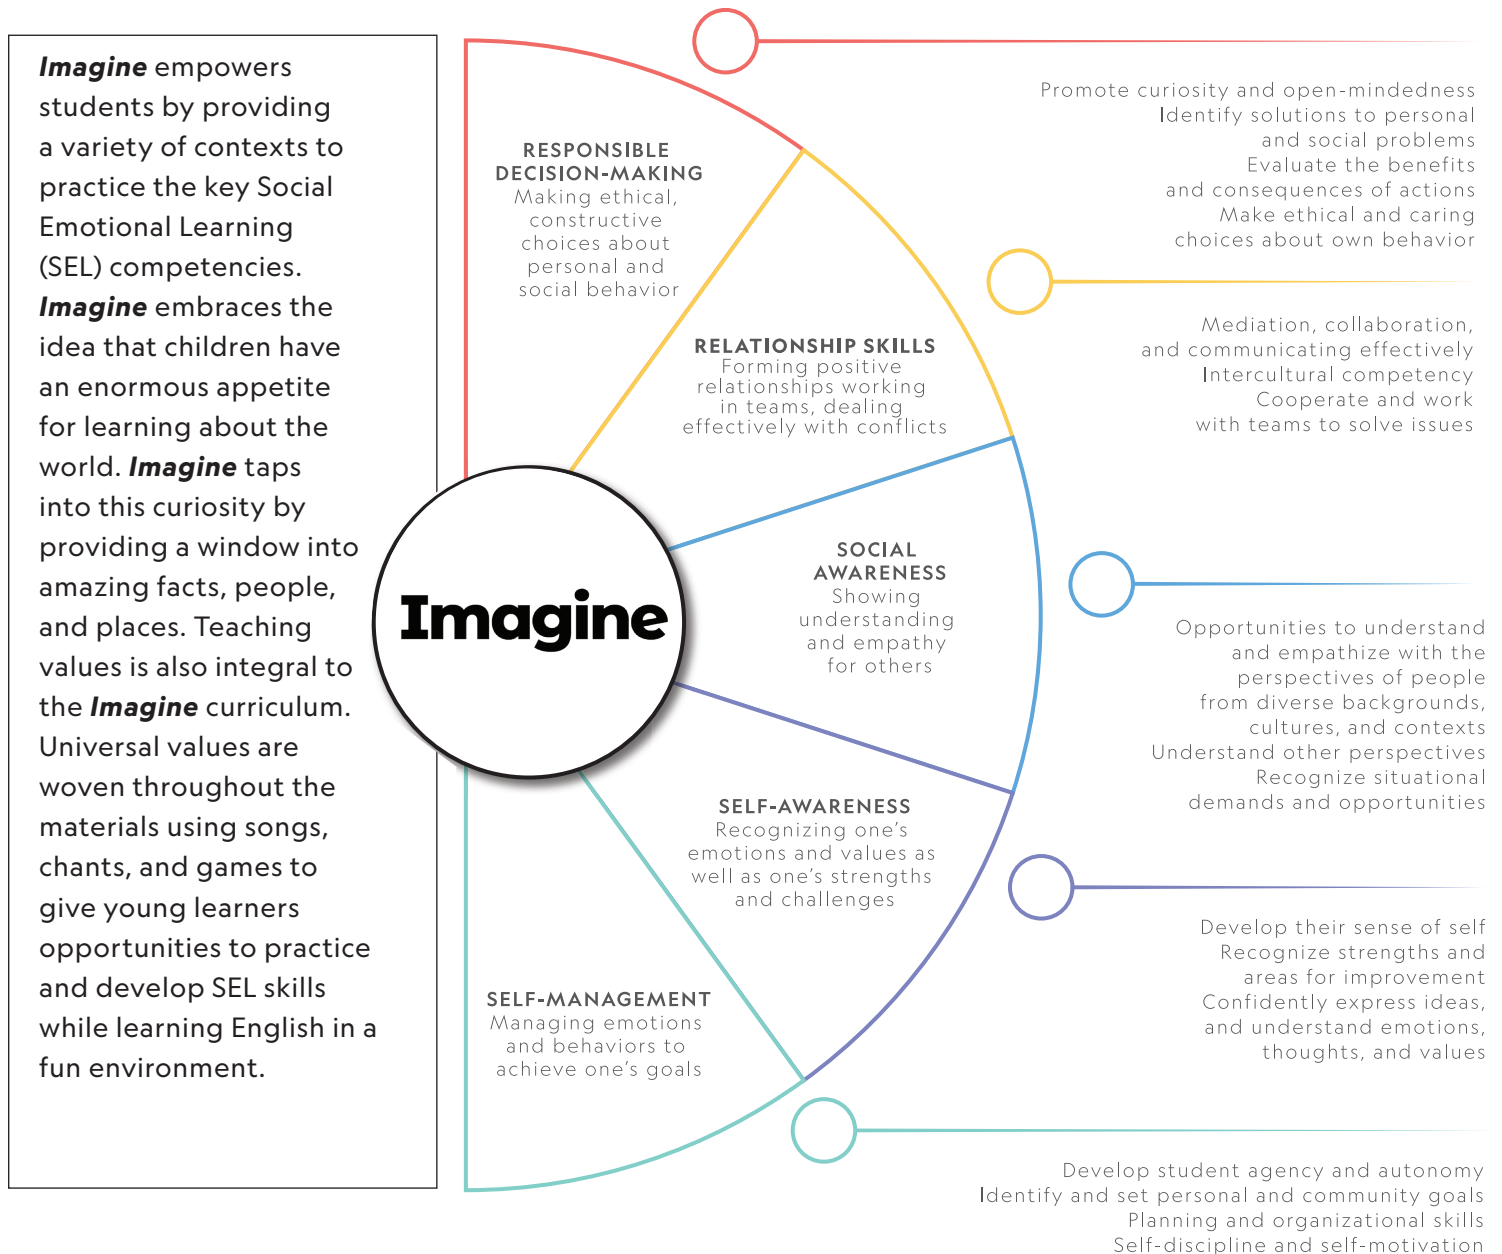 Imagine empowers
students by providing
a variety of contexts to
practice the key Social
Emotional Learning
(SEL) competencies.
Imagine embraces the
idea that children have
an enormous appetite
for learning about the
world. Imagine taps
into this curiosity by
providing a window into
amazing facts, people,
and places. Teaching
values is also integral to
the Imagine curriculum.
Universal values are
woven throughout the
materials using songs,
chants, and games to
give young learners
opportunities to practice
and develop SEL skills
while learning English in a
fun environment.
Imagine
RESPONSIBLE
DECISION-MAKING
Making ethical,
constructive
choices about
personal and
social behavior
RELATIONSHIP SKILLS
Forming positive
relationships working
in teams, dealing
effectively with conflicts
SOCIAL
AWARENESS
Showing
understanding
and empathy
for others
SELF-AWARENESS
Recognizing one's
emotions and values as
well as one's strengths
and challenges
SELF-MANAGEMENT
Managing emotions
and behaviors to
achieve one's goals
Promote curiosity and open-mindedness
Identify solutions to personal
and social problems
Evaluate the benefits
and consequences of actions
Make ethical and caring
choices about own behavior
Mediation, collaboration,
and communicating effectively
Intercultural competency
Cooperate and work
with teams to solve issues
Opportunities to understand
and empathize with the
perspectives of people
from diverse backgrounds,
cultures, and contexts
Understand other perspectives
Recognize situational
demands and opportunities
Develop their sense of self
Recognize strengths and
areas for improvement
Confidently express ideas,
and understand emotions,
thoughts, and values
Develop student agency and autonomy
Identify and set personal and community goals
Planning and organizational skills
Self-discipline and self-motivation